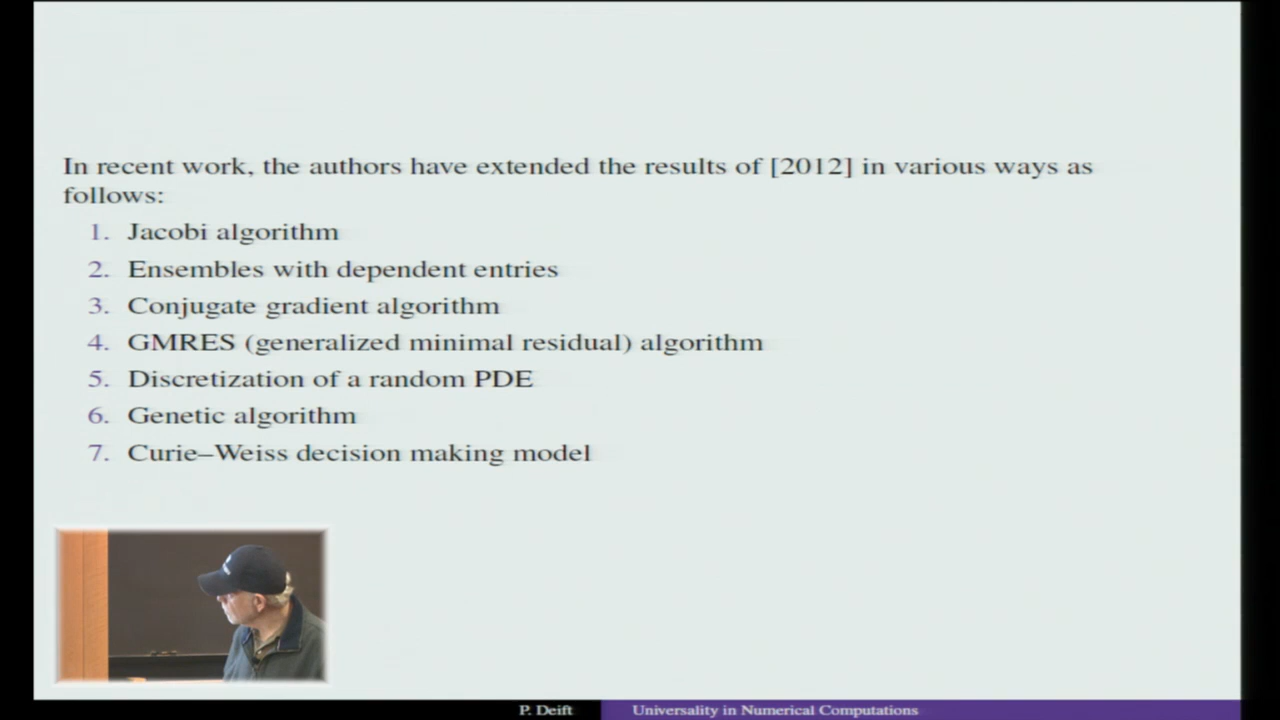 In recent work, the authors have extended the results of [2012] in various ways as
follows:
1. Jacobi algorithm
2. Ensembles with dependent entries
3. Conjugate gradient algorithm
4. GMRES (generalized minimal residual) algorithm
5. Discretization of a random PDE
6. Genetic algorithm
7. Curie–Weiss decision making model
P. Deift Universality in Numerical Computations